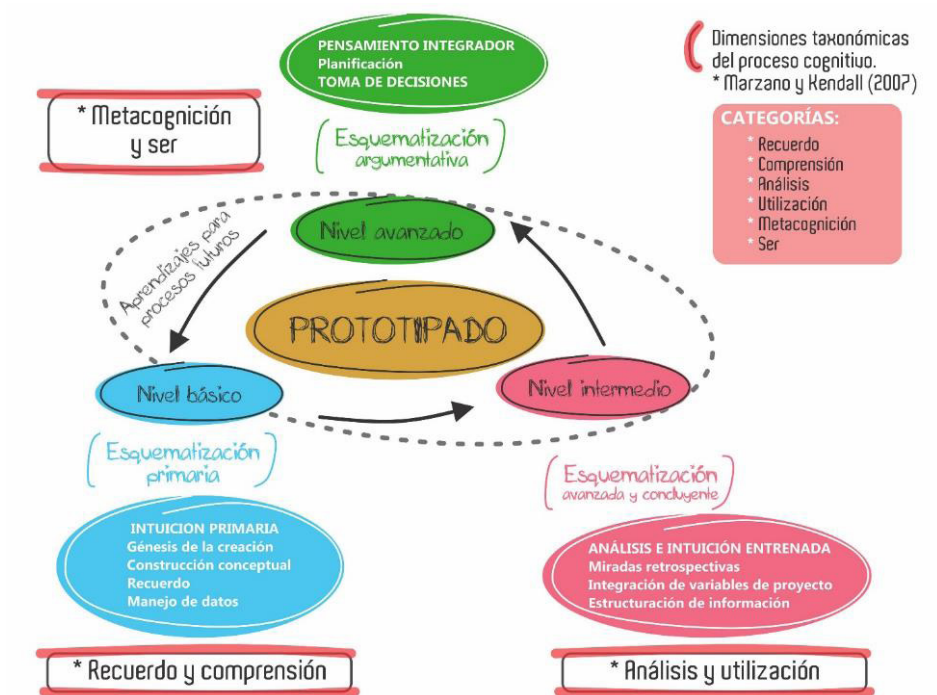 PENSAMIENTO INTEGRADOR
Planificación
TOMA DE DECISIONES
Dimensiones taxonómicas
del proceso cognitivo.
* Marzano y Kendall (2007)
CATEGORÍAS:
* Recuerdo
* Comprensión
* Análisis
* Utilización
* Metacognición
* Ser
* Metacognición
y ser
Esquematización
argumentativa
Nivel avanzado
Aprendizajes para
procesos futuros
PROTOTIPADO
Nivel básico
Nivel intermedio
Esquematización
primaria
Esquematización
avanzada y concluyente
INTUICION PRIMARIA
Génesis de la creación
Construcción conceptual
Recuerdo
Manejo de datos
ANÁLISIS E INTUICIÓN ENTRENADA
Miradas retrospectivas
Integración de variables de proyecto
Estructuración de información
* Recuerdo y comprensión
* Análisis y utilización